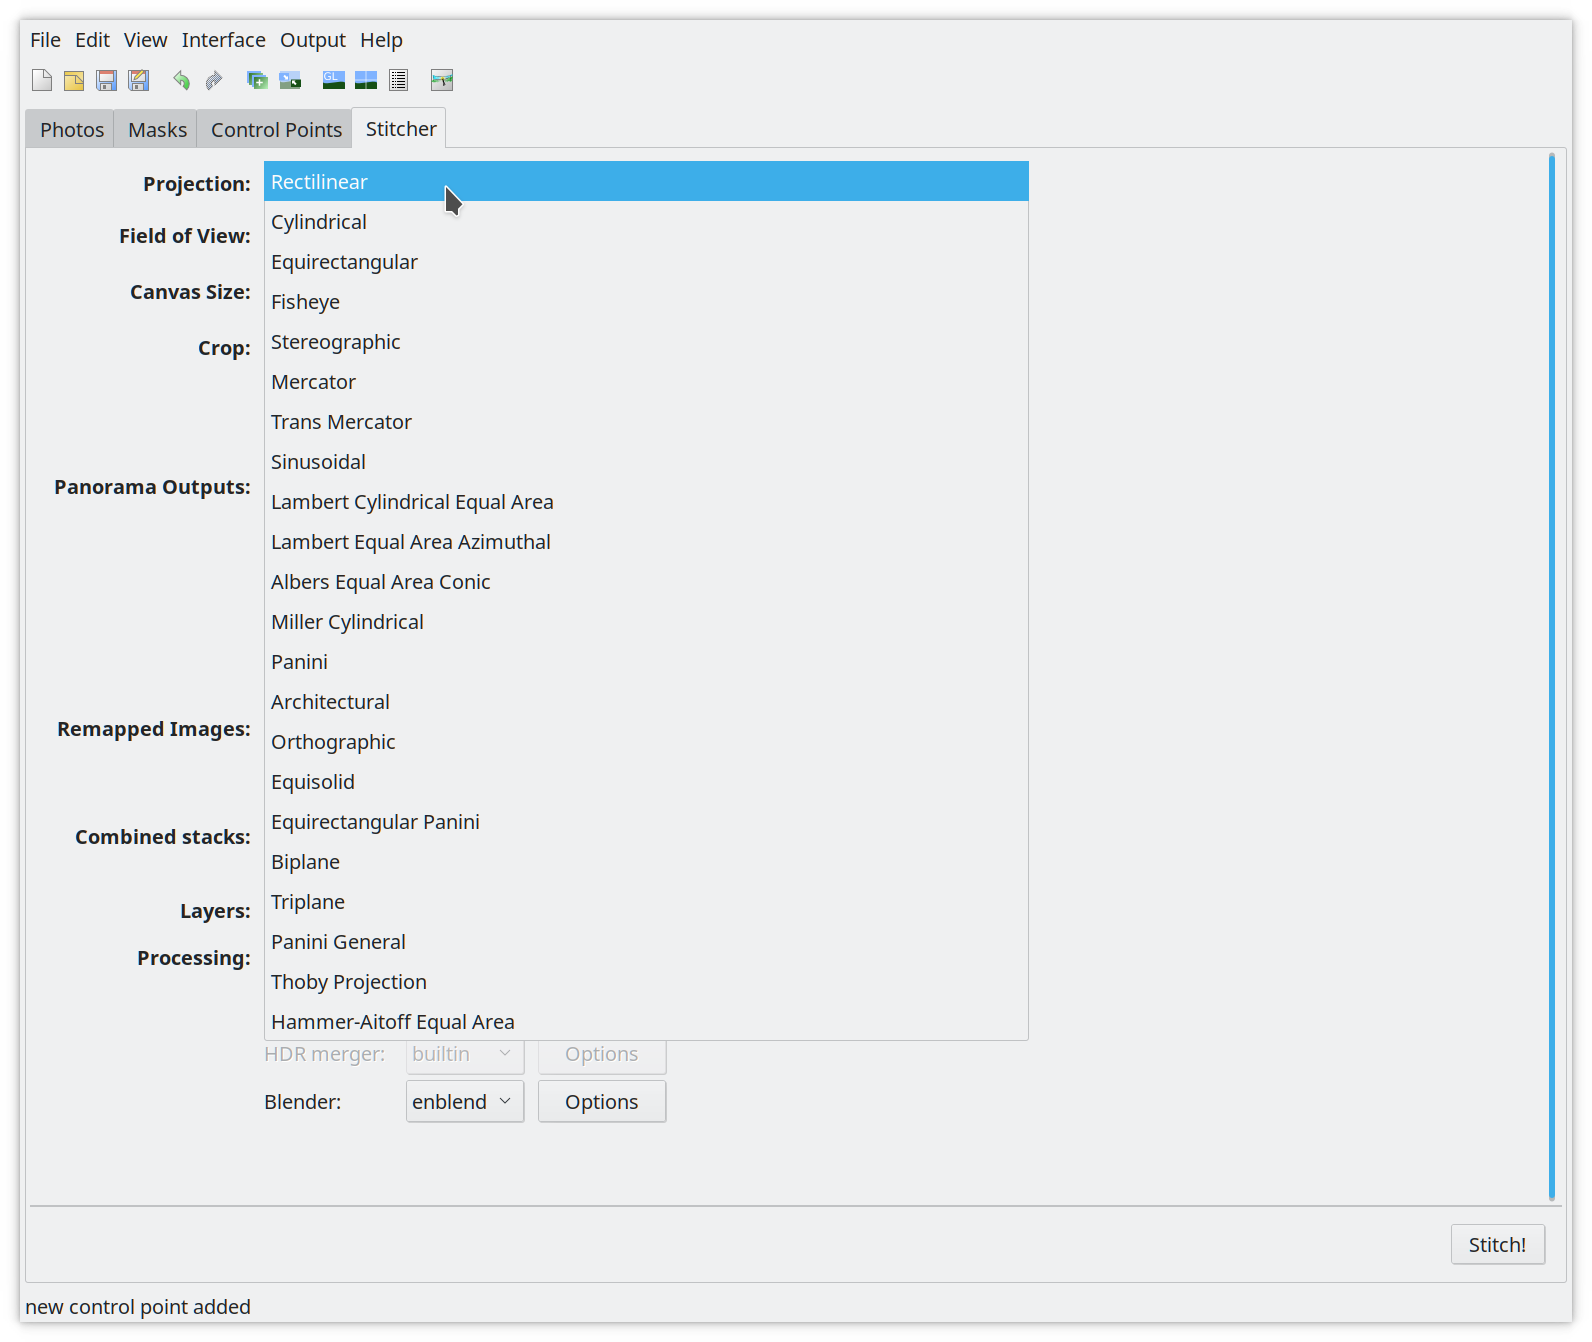 File Edit View Interface Output Help
GL
Photos Masks Control Points Stitcher
Projection: Rectilinear
Cylindrical
Field of View:
Equirectangular
Canvas Size:
Fisheye
Crop: Stereographic
Mercator
Trans Mercator
Sinusoidal
Panorama Outputs:
Lambert Cylindrical Equal Area
Lambert Equal Area Azimuthal
Albers Equal Area Conic
Miller Cylindrical
Panini
Architectural
Remapped Images:
Orthographic
Equisolid
Equirectangular Panini
Combined stacks:
Biplane
Triplane
Layers:
Panini General
Processing:
Thoby Projection
Hammer-Aitoff Equal Area
HDR merger: builtin Options
Blender: enblend Options
Stitch!
new control point added